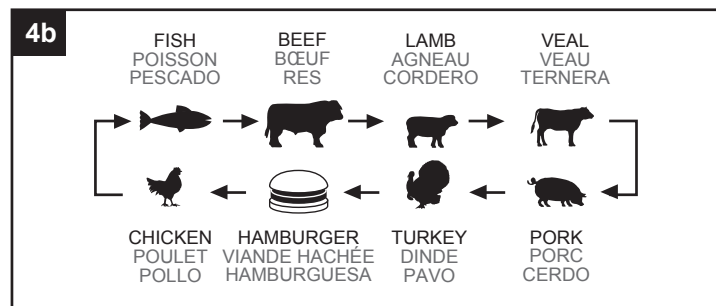 4b
FISH
POISSON
PESCADO
BEEF
BŒUF
RES
LAMB
AGNEAU
CORDERO
VEAL
VEAU
TERNERA
CHICKEN
POULET
POLLO
HAMBURGER
VIANDE HACHÉE
HAMBURGUESA
TURKEY
DINDE
PAVO
PORK
PORC
CERDO